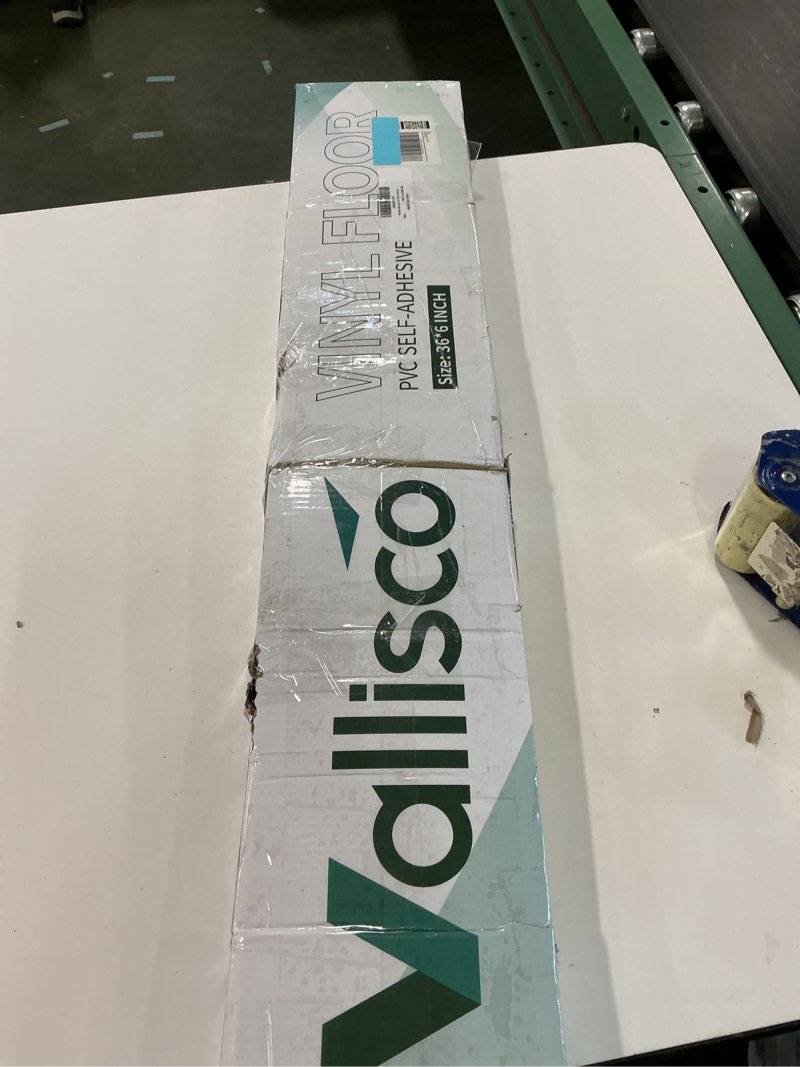 VINYL FLOOR
PVC SELF-ADHESIVE
Size: 36*6 INCH
Vallisco